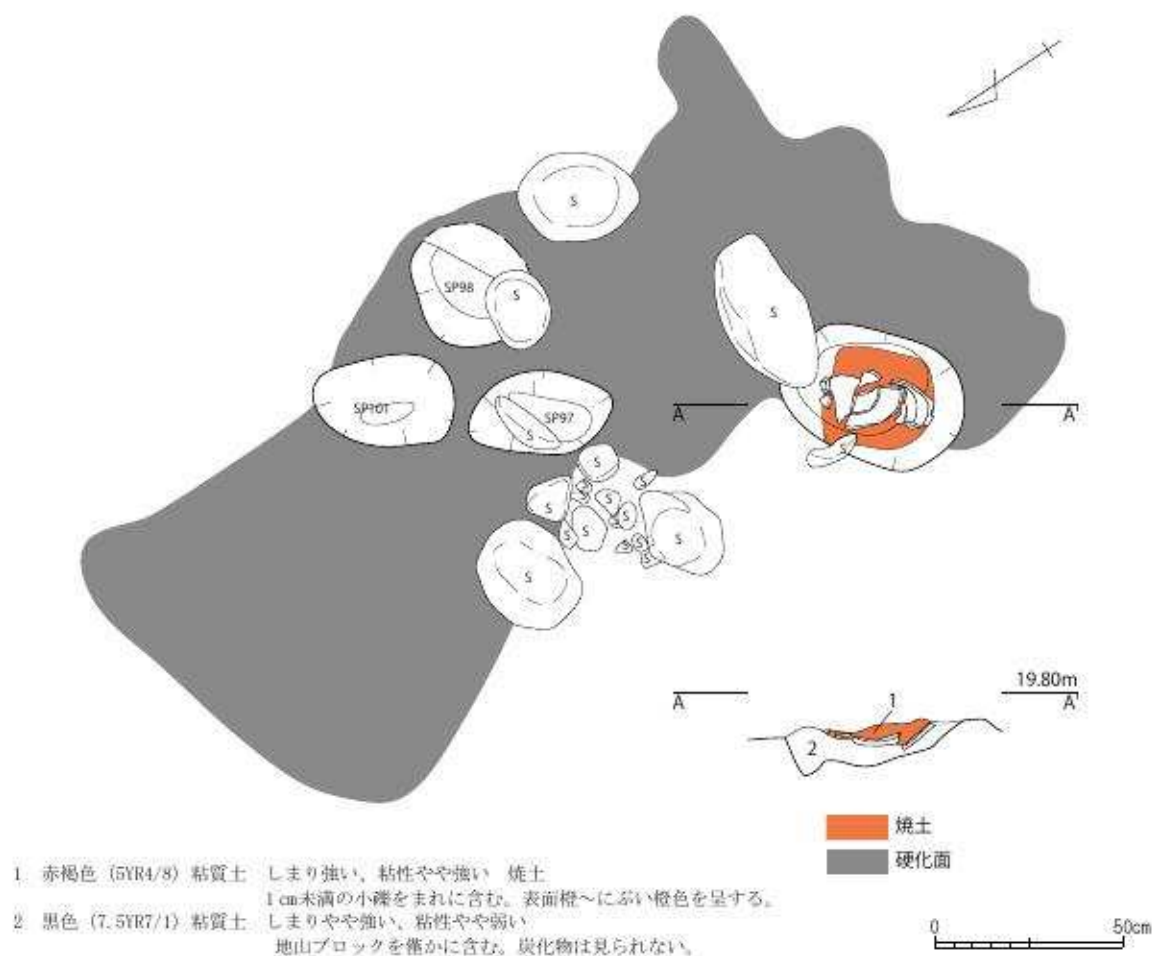 S
SP98
S
S
SP101
SP97
S
A
A'
S
S
S
S
S
S
S
S
S
S
S
S
S
S
19.80m
A
A'
1
2
焼土
硬化面
1 赤褐色 (5YR4/8) 粘質土 しまり強い、粘性やや強い 焼土
1cm未満の小礫をまれに含む。表面橙～にぶい橙色を呈する。
2 黒色 (7.5YR7/1) 粘質土 しまりやや強い、粘性やや弱い
地山ブロックを僅かに含む。炭化物は見られない。
0 50cm